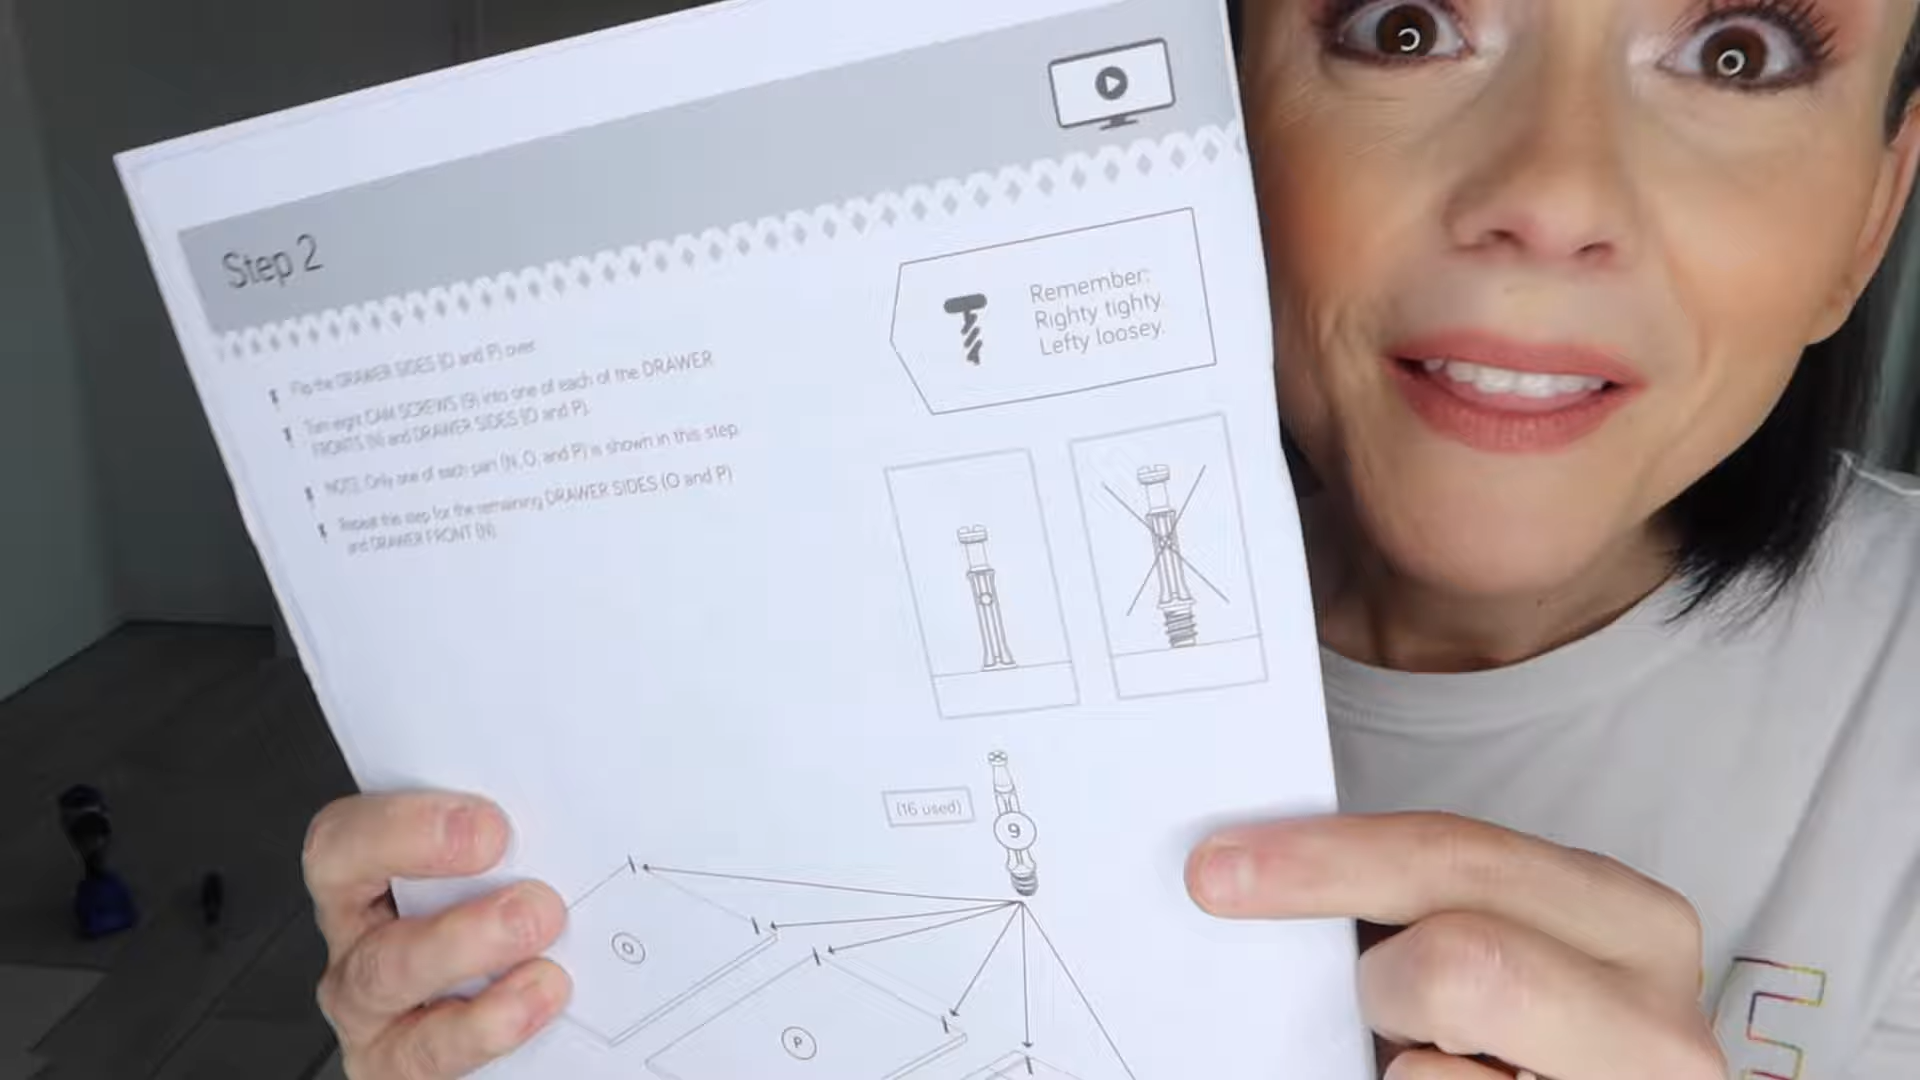 Step 2
Flip the DRAWER SIDES (O and P) over.
Turn eight CAM SCREWS (9) into one of each of the DRAWER
FRONTS (N) and DRAWER SIDES (O and P).
NOTE: Only one of each part (N, O, and P) is shown in this step.
Repeat this step for the remaining DRAWER SIDES (O and P)
and DRAWER FRONT (N).
Remember:
Righty tighty.
Lefty loosey.
(16 used)
9
O
P
E